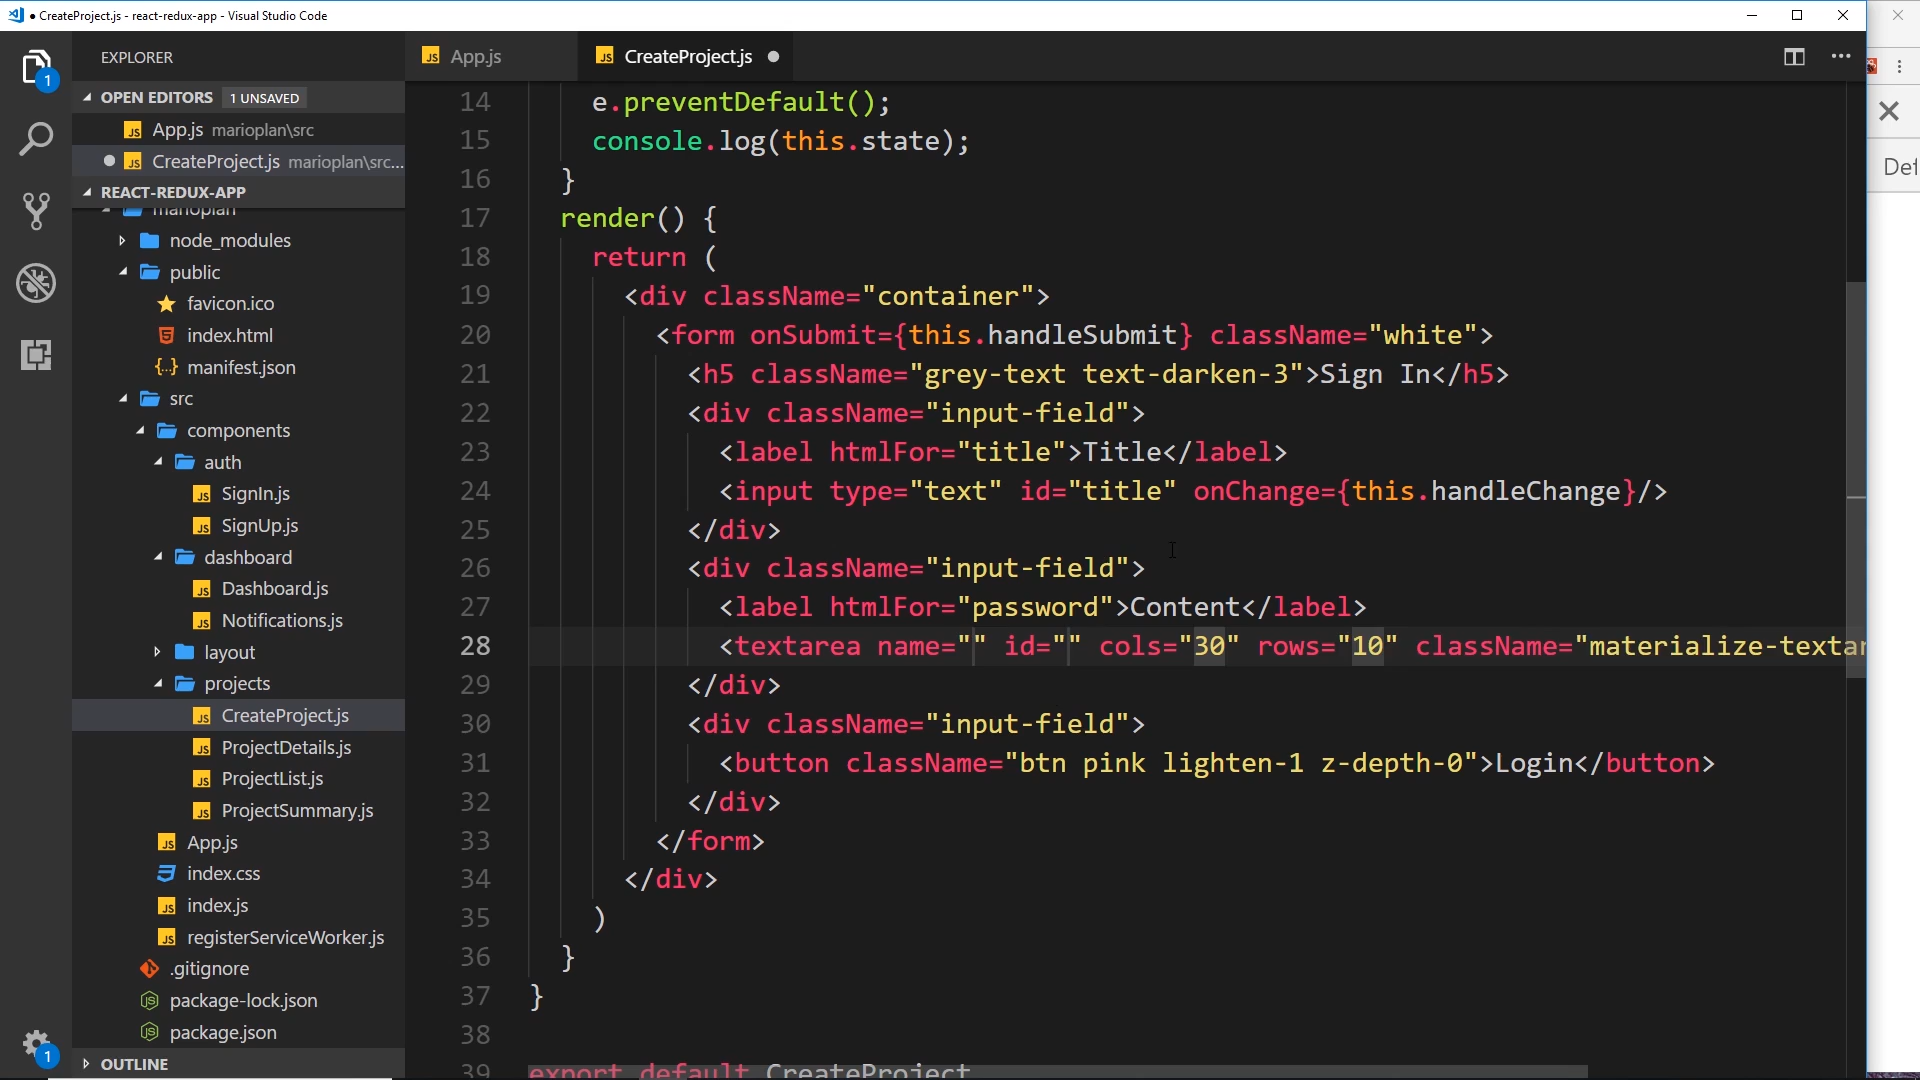 CreateProject.js - react-redux-app - Visual Studio Code
EXPLORER
OPEN EDITORS 1 UNSAVED
App.js marioplan\src
CreateProject.js marioplan\src...
REACT-REDUX-APP
marioplan
node_modules
public
favicon.ico
index.html
manifest.json
src
components
auth
SignIn.js
SignUp.js
dashboard
Dashboard.js
Notifications.js
layout
projects
CreateProject.js
ProjectDetails.js
ProjectList.js
ProjectSummary.js
App.js
index.css
index.js
registerServiceWorker.js
.gitignore
package-lock.json
package.json
OUTLINE
1
1
App.js
CreateProject.js
14 e.preventDefault();
15 console.log(this.state);
16 }
17 render() {
18 return (
19 <div className="container">
20 <form onSubmit={this.handleSubmit} className="white">
21 <h5 className="grey-text text-darken-3">Sign In</h5>
22 <div className="input-field">
23 <label htmlFor="title">Title</label>
24 <input type="text" id="title" onChange={this.handleChange}/>
25 </div>
26 <div className="input-field">
27 <label htmlFor="password">Content</label>
28 <textarea name="" id="" cols="30" rows="10" className="materialize-textar
29 </div>
30 <div className="input-field">
31 <button className="btn pink lighten-1 z-depth-0">Login</button>
32 </div>
33 </form>
34 </div>
35 )
36 }
37 }
38
39 export default CreateProject